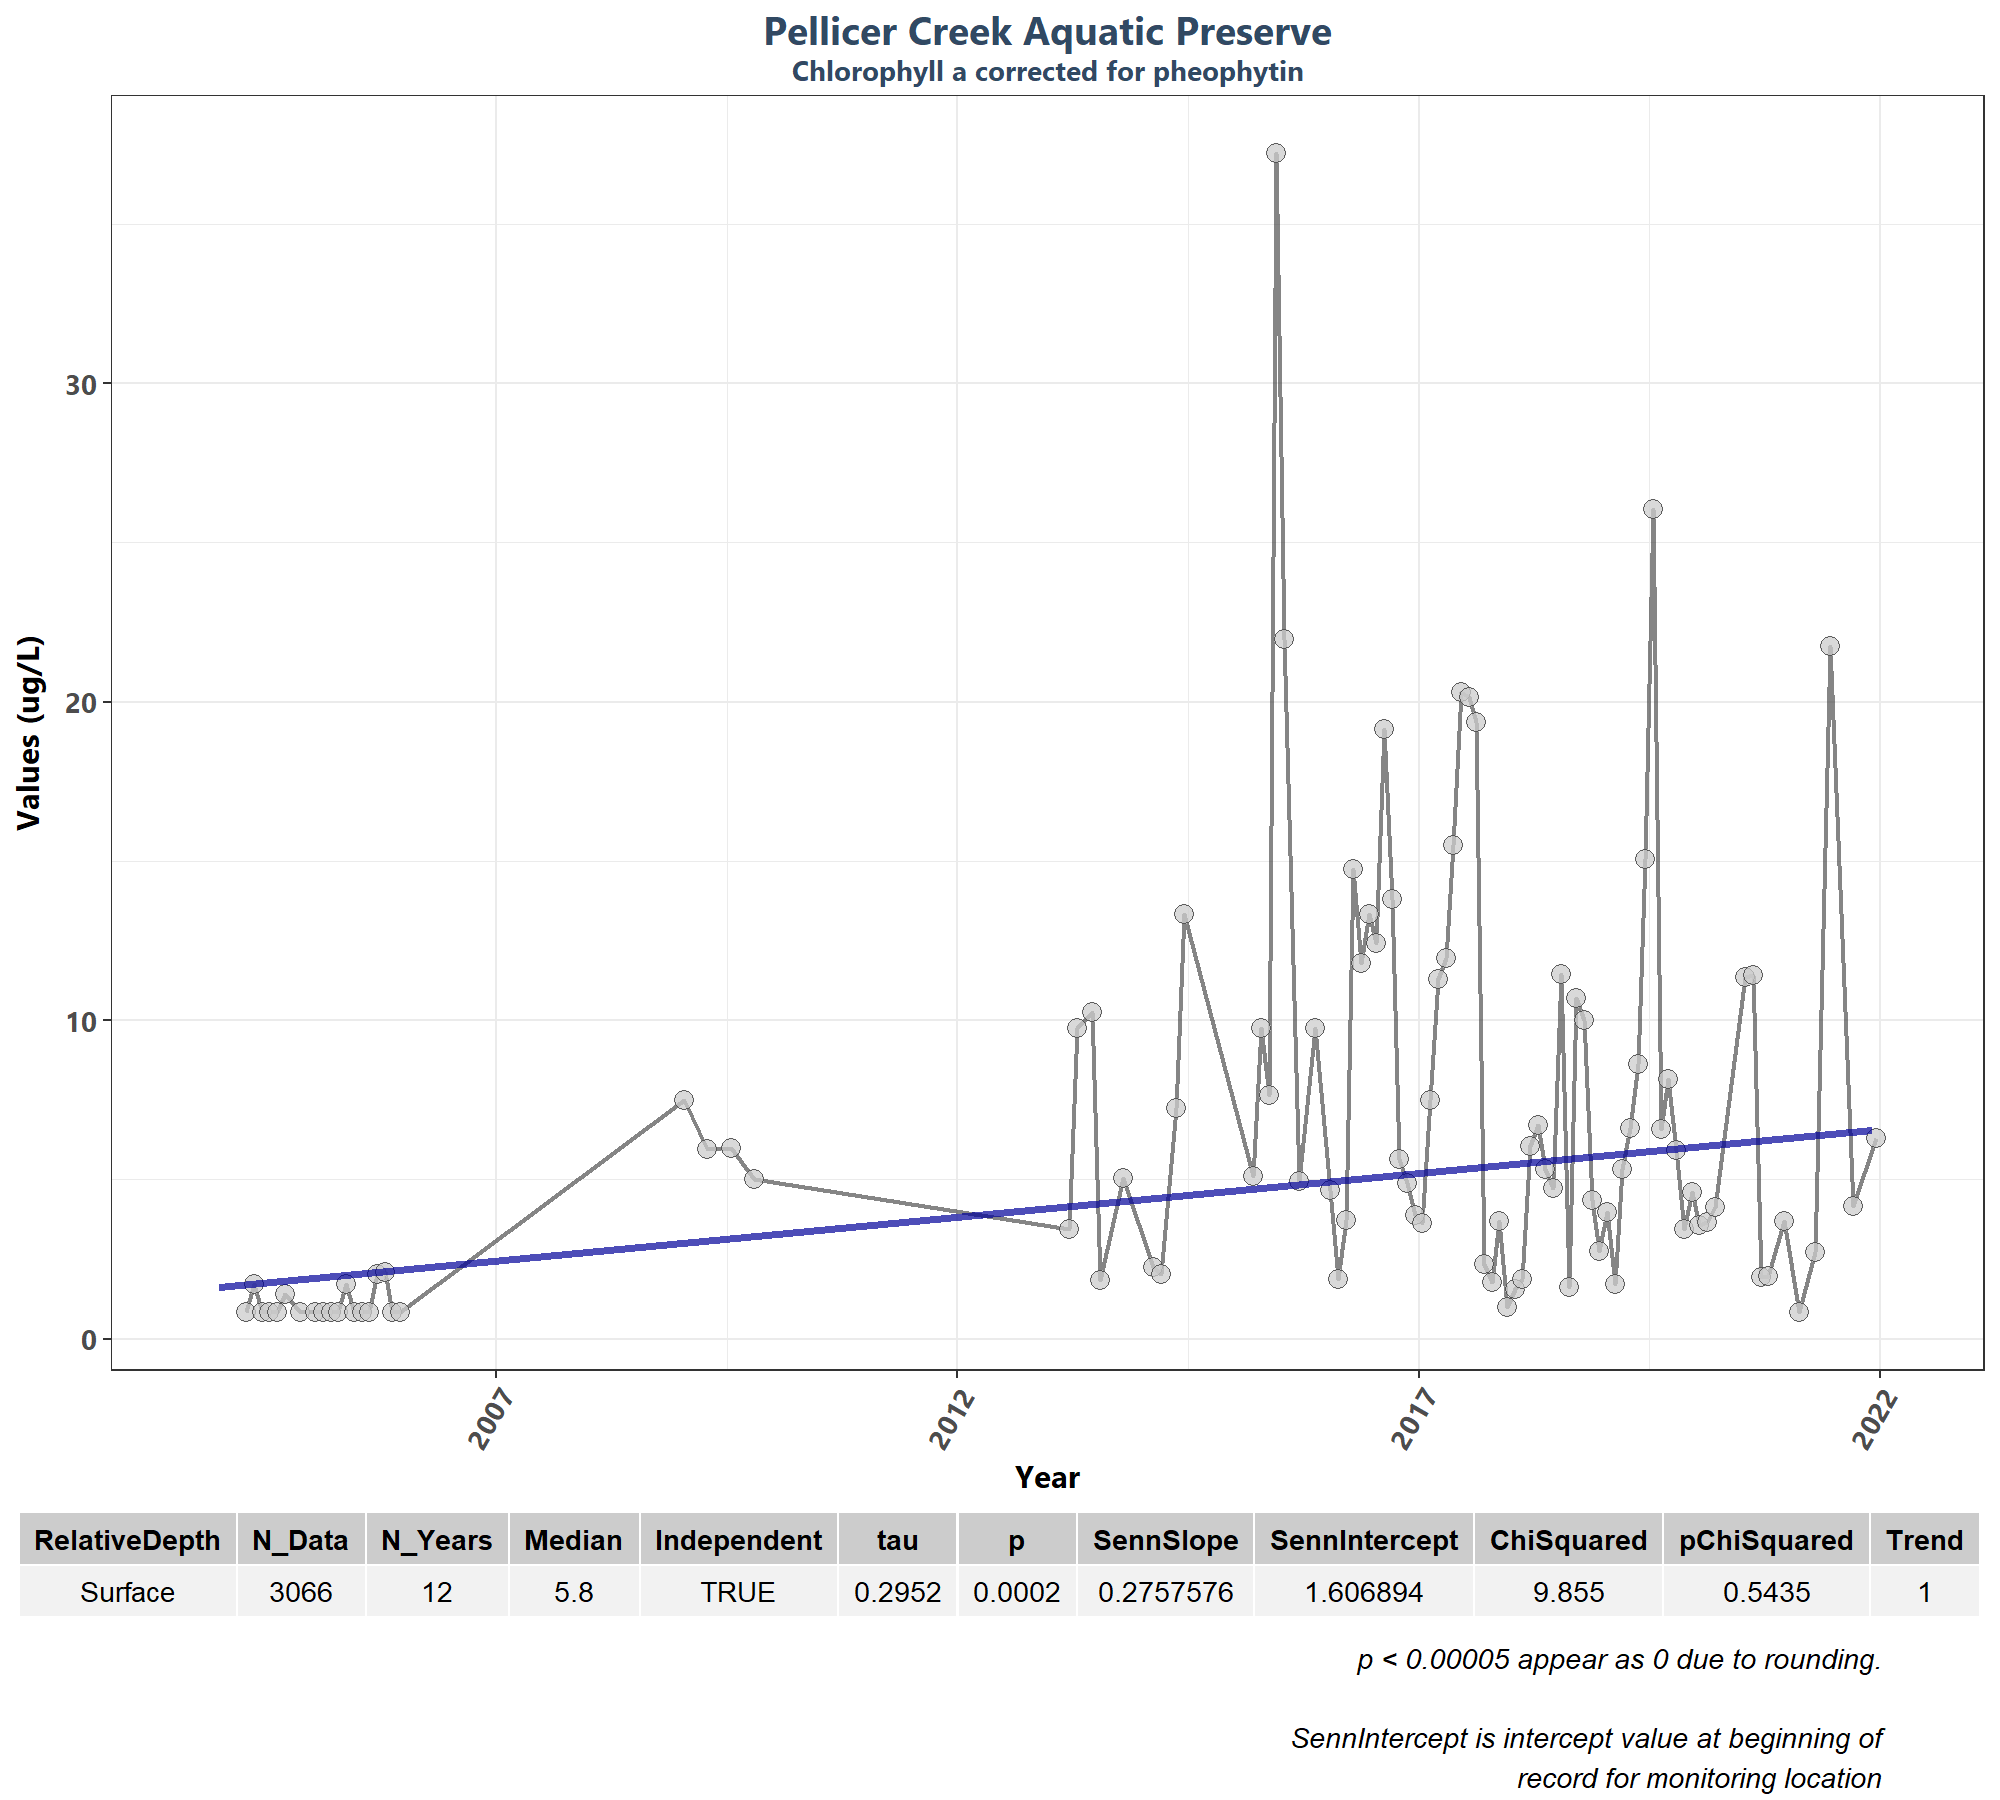 Pellicer Creek Aquatic Preserve
Chlorophyll a corrected for pheophytin
Values (ug/L)
30
20
10
0
2007 2012 2017 2022
Year
RelativeDepth N_Data N_Years Median Independent tau p SennSlope SennIntercept ChiSquared pChiSquared Trend
Surface 3066 12 5.8 TRUE 0.2952 0.0002 0.2757576 1.606894 9.855 0.5435 1
p < 0.00005 appear as 0 due to rounding.
SennIntercept is intercept value at beginning of
record for monitoring location